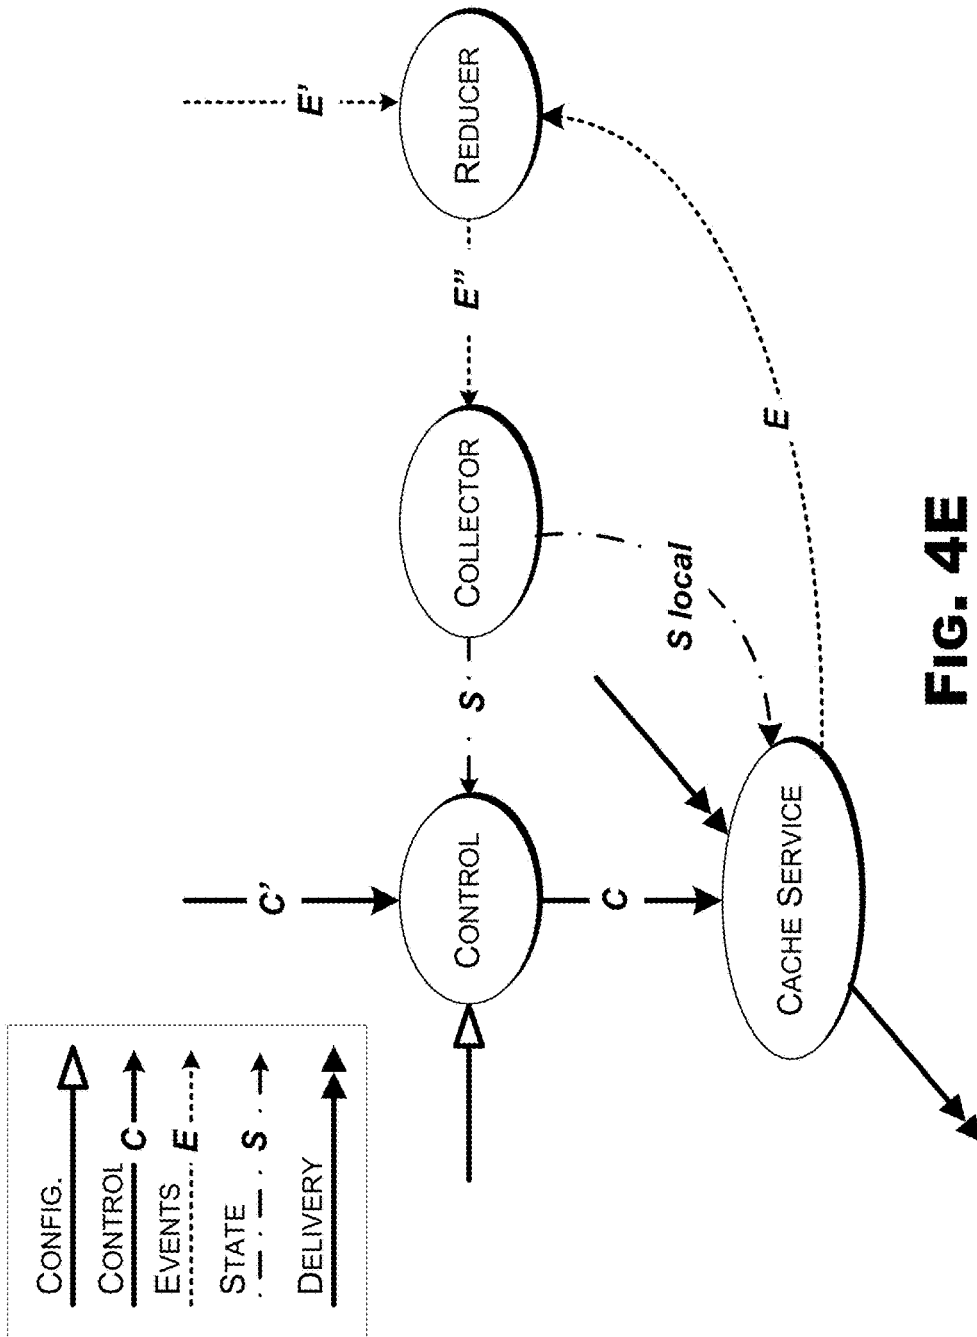 CONFIG.
CONTROL C
EVENTS E
STATE S
DELIVERY
C'
E'
CONTROL
S
COLLECTOR
E"
REDUCER
C
S local
E
CACHE SERVICE
FIG. 4E